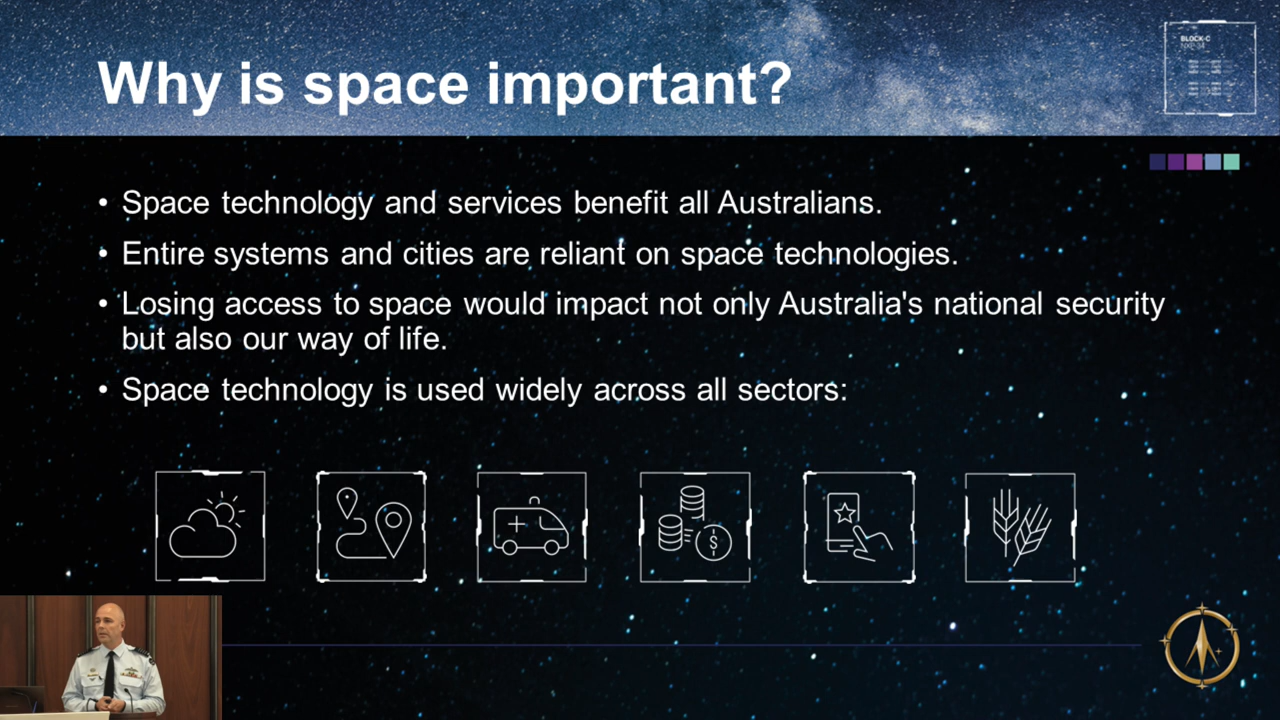 Why is space important?
BLOCK-C
• Space technology and services benefit all Australians.
• Entire systems and cities are reliant on space technologies.
• Losing access to space would impact not only Australia's national security
but also our way of life.
• Space technology is used widely across all sectors:
$